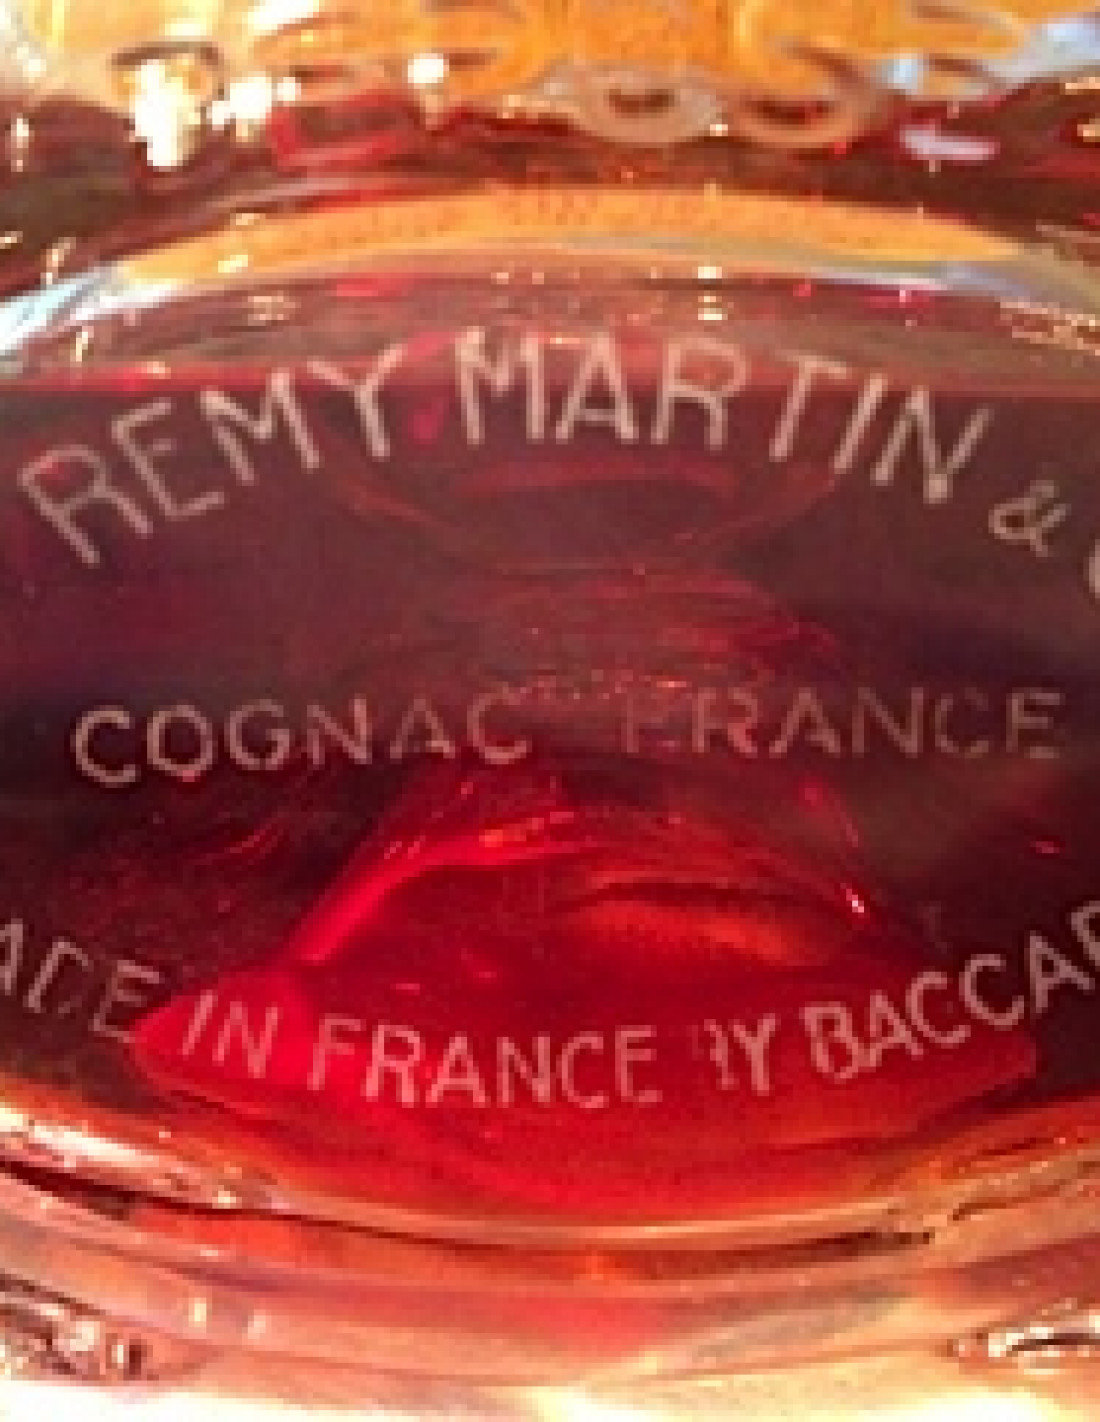 REMY MARTIN &
COGNAC FRANCE
IN FRANCE BY